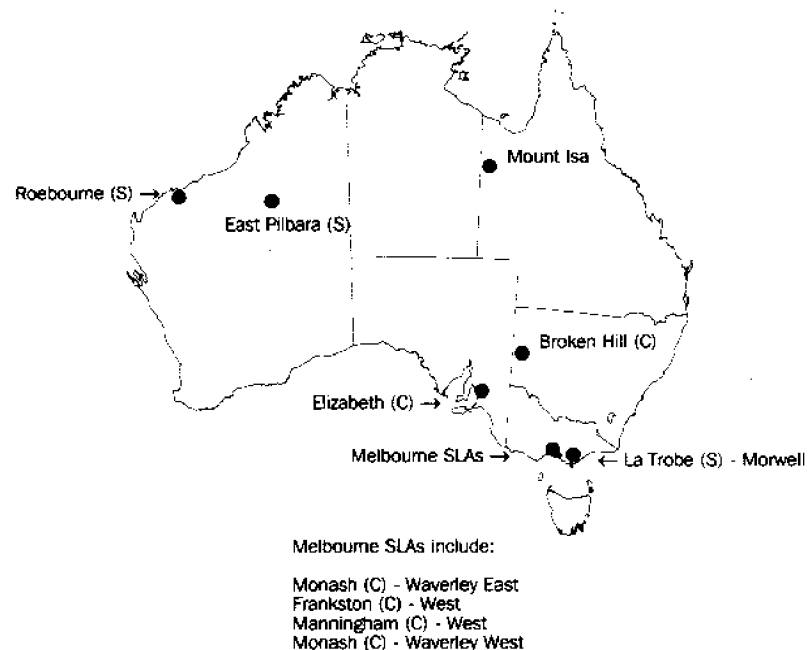 Mount Isa
Roebourne (S)
East Pilbara (S)
Broken Hill (C)
Elizabeth (C)
Melbourne SLAs
La Trobe (S) - Morwell
Melbourne SLAs include:
Monash (C) - Waverley East
Frankston (C) - West
Manningham (C) - West
Monash (C) - Waverley West